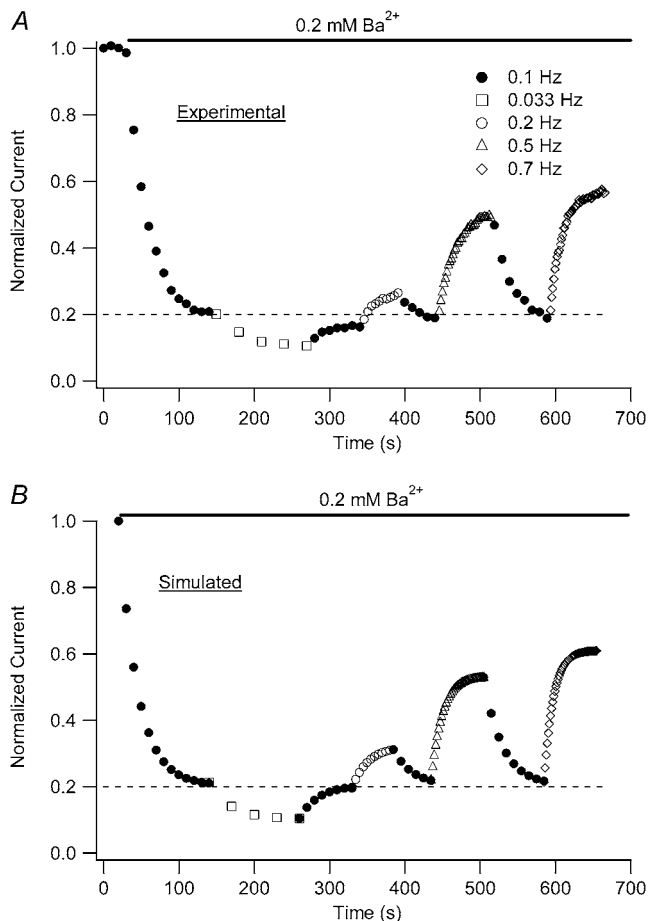 A
0.2 mM Ba²⁺
1.0
0.8
0.6
0.4
0.2
0.0
Normalized Current
Experimental
0.1 Hz
0.033 Hz
0.2 Hz
0.5 Hz
0.7 Hz
0
100
200
300
400
500
600
700
Time (s)
B
0.2 mM Ba²⁺
1.0
0.8
0.6
0.4
0.2
0.0
Normalized Current
Simulated
0
100
200
300
400
500
600
700
Time (s)